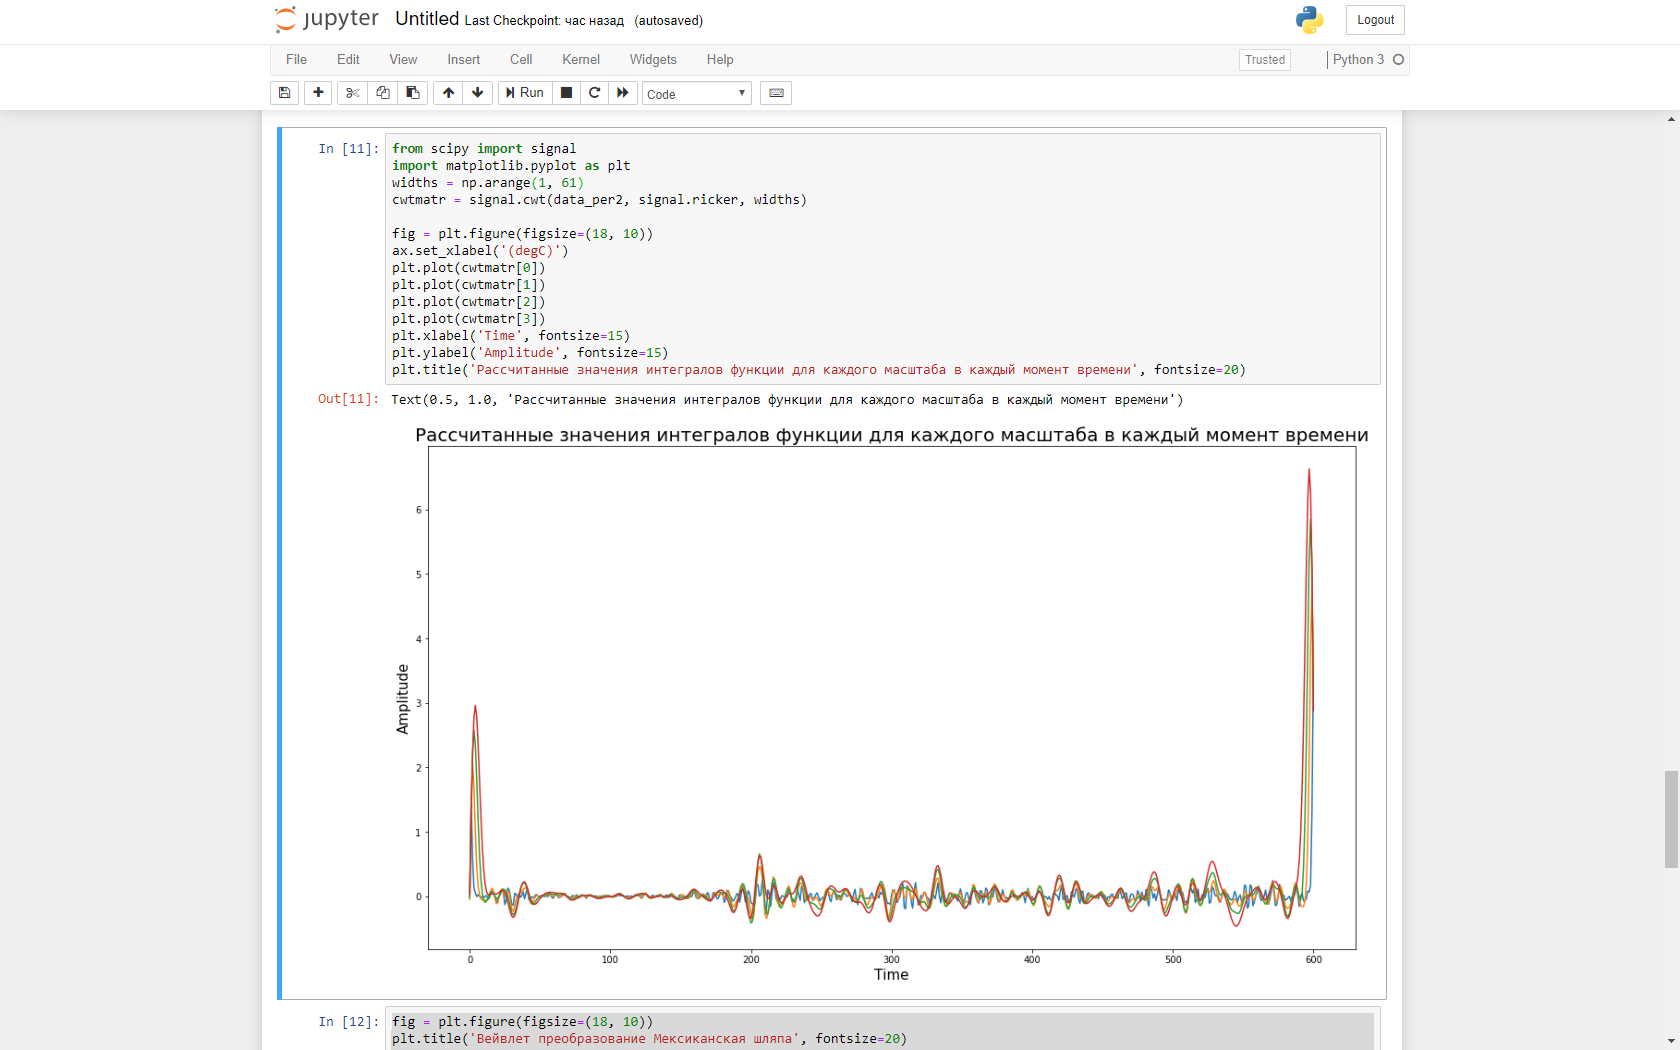 jupyter Untitled Last Checkpoint: час назад (autosaved)
Logout
File Edit View Insert Cell Kernel Widgets Help Trusted Python 3
Run Code
In [11]: from scipy import signal
import matplotlib.pyplot as plt
widths = np.arange(1, 61)
cwtmatr = signal.cwt(data_per2, signal.ricker, widths)
fig = plt.figure(figsize=(18, 10))
ax.set_xlabel('(degC)')
plt.plot(cwtmatr[0])
plt.plot(cwtmatr[1])
plt.plot(cwtmatr[2])
plt.plot(cwtmatr[3])
plt.xlabel('Time', fontsize=15)
plt.ylabel('Amplitude', fontsize=15)
plt.title('Рассчитанные значения интегралов функции для каждого масштаба в каждый момент времени', fontsize=20)
Out[11]: Text(0.5, 1.0, 'Рассчитанные значения интегралов функции для каждого масштаба в каждый момент времени')
Рассчитанные значения интегралов функции для каждого масштаба в каждый момент времени
6
5
4
3
2
1
0
Amplitude
0 100 200 300 400 500 600
Time
In [12]: fig = plt.figure(figsize=(18, 10))
plt.title('Вейвлет преобразование Мексиканская шляпа', fontsize=20)